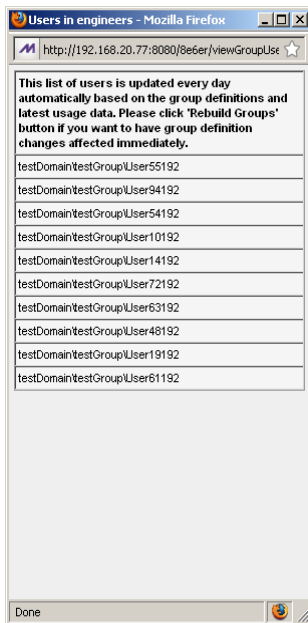 Users in engineers - Mozilla Firefox
http://192.168.20.77:8080/8e6er/viewGroupUse
This list of users is updated every day
automatically based on the group definitions and
latest usage data. Please click 'Rebuild Groups'
button if you want to have group definition
changes affected immediately.
testDomain\testGroup\User55192
testDomain\testGroup\User94192
testDomain\testGroup\User54192
testDomain\testGroup\User10192
testDomain\testGroup\User14192
testDomain\testGroup\User72192
testDomain\testGroup\User63192
testDomain\testGroup\User48192
testDomain\testGroup\User19192
testDomain\testGroup\User61192
Done